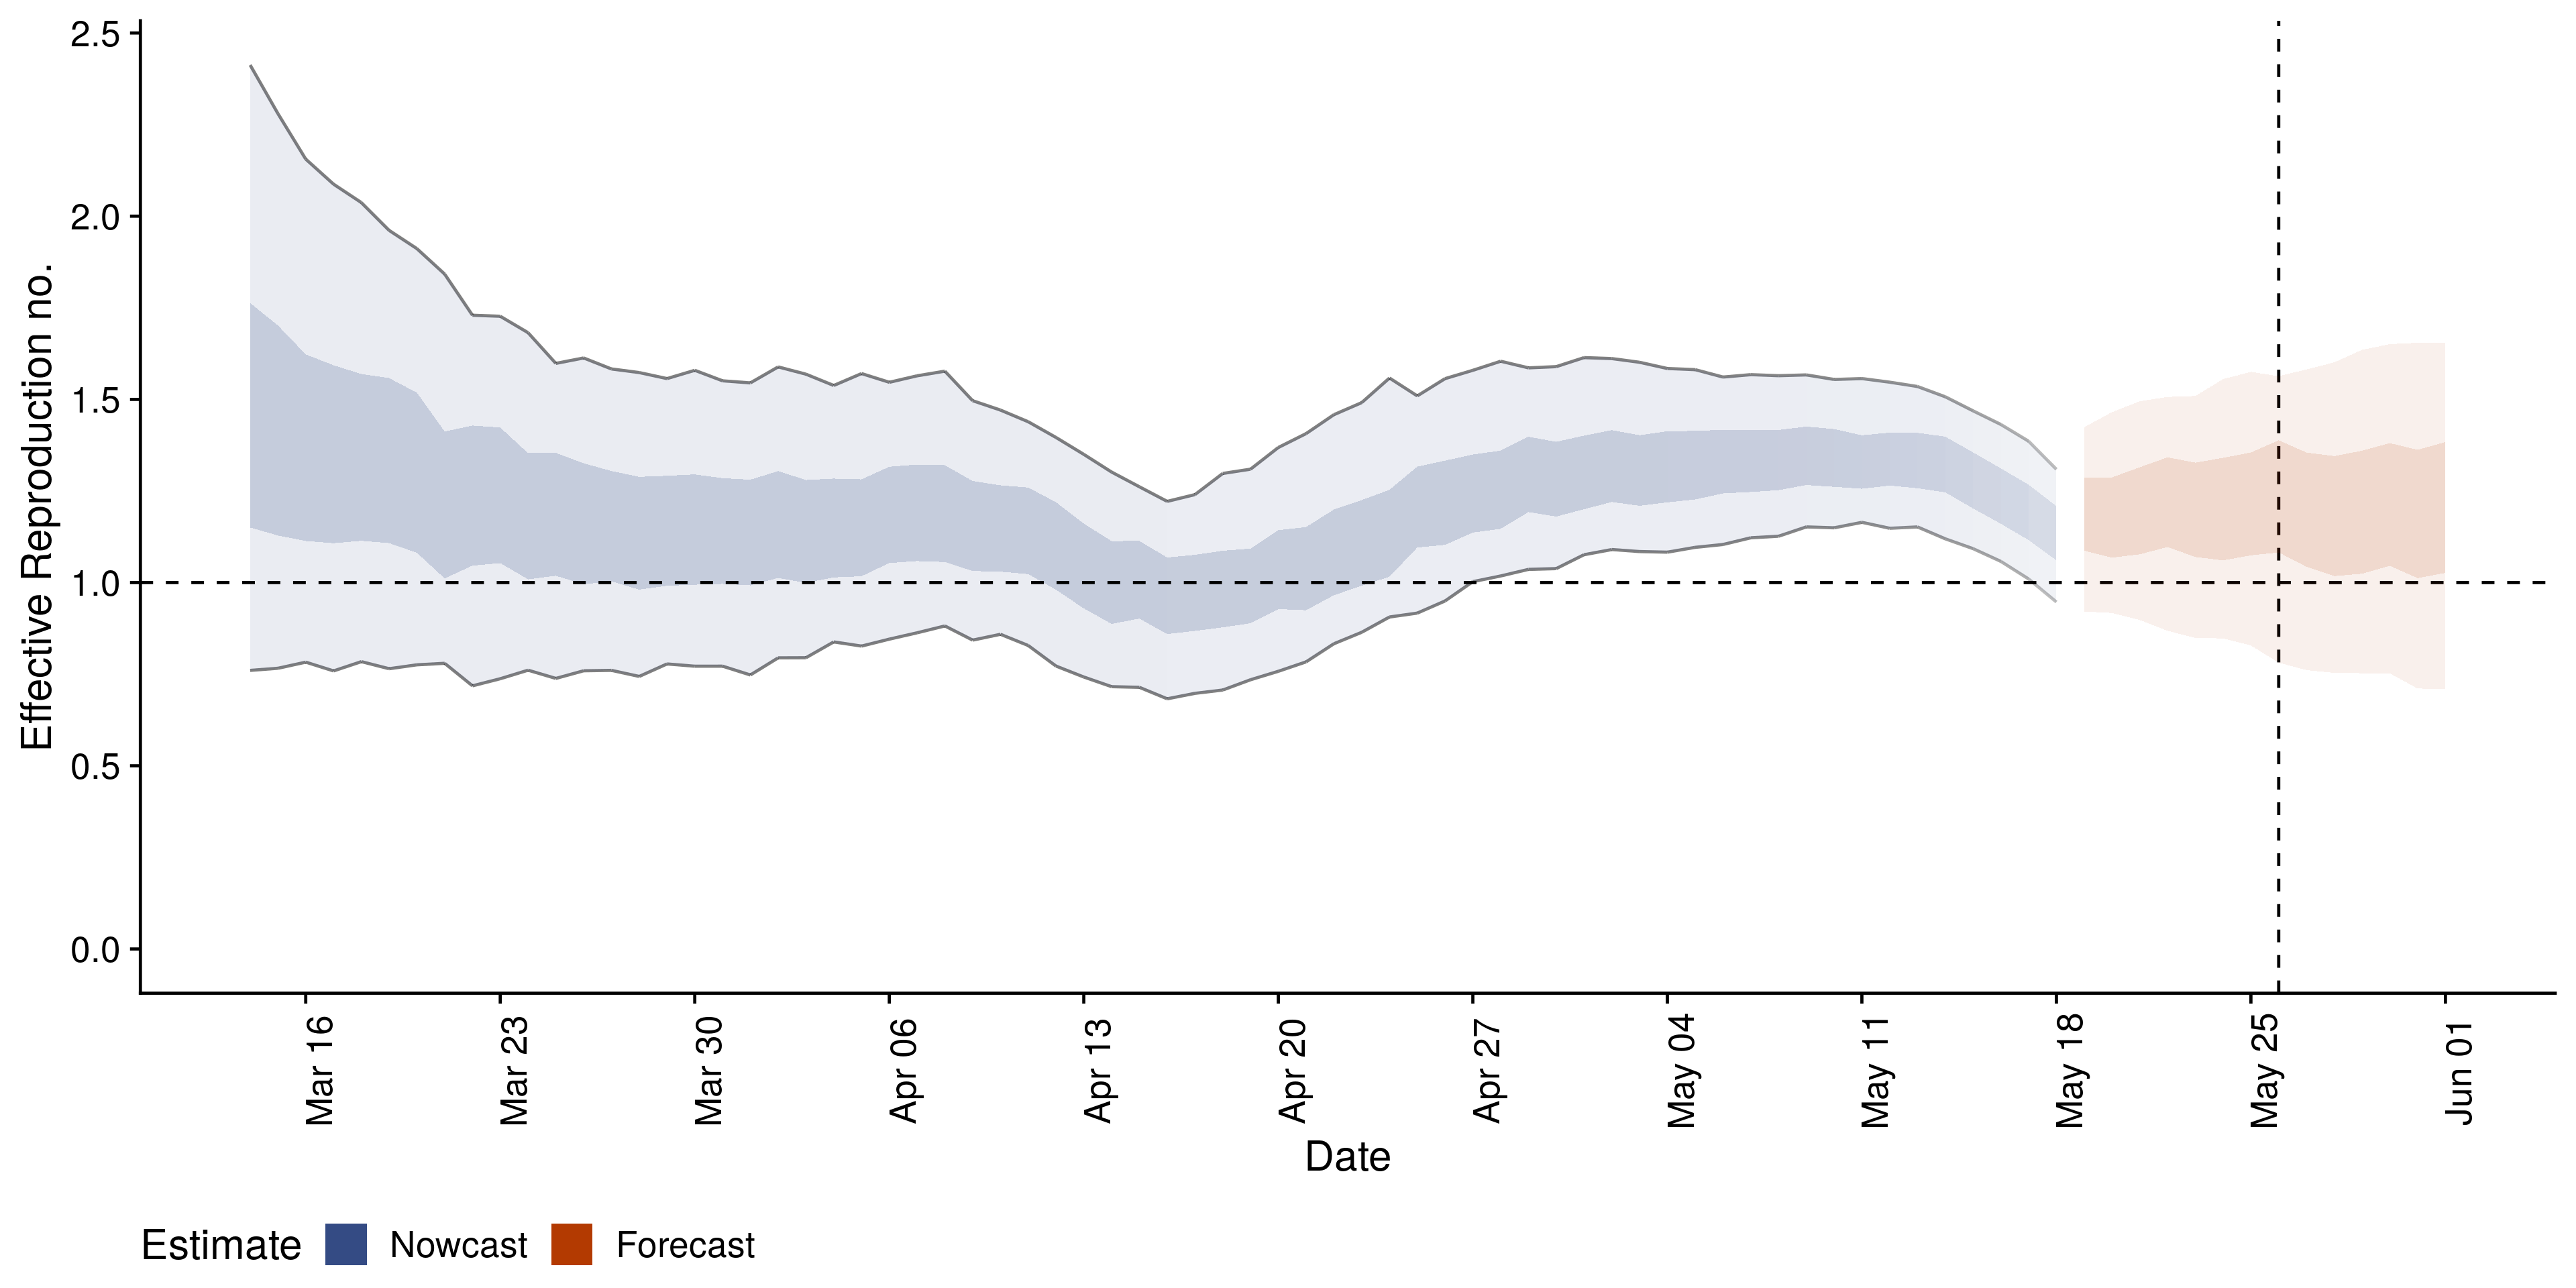 Effective Reproduction no.
2.5
2.0
1.5
1.0
0.5
0.0
Mar 16
Mar 23
Mar 30
Apr 06
Apr 13
Apr 20
Apr 27
May 04
May 11
May 18
May 25
Jun 01
Date
Estimate Nowcast Forecast